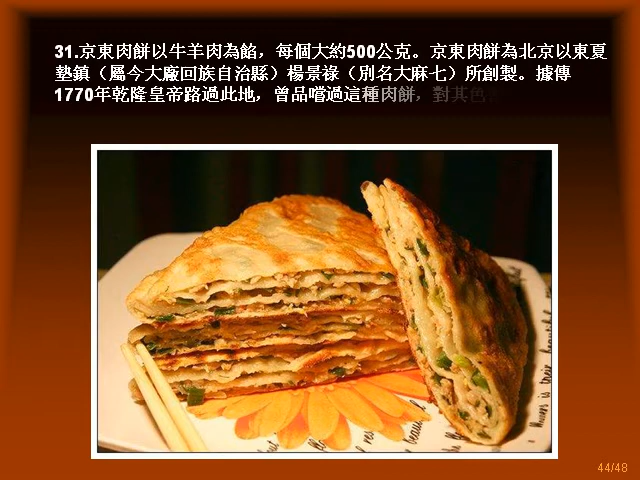 31.京東肉餅以牛羊肉為餡，每個大約500公克。京東肉餅為北京以東夏
墊鎮（屬今大廠回族自治縣）楊景祿（別名大麻七）所創製。據傳
1770年乾隆皇帝路過此地，曾品嚐過這種肉餅，對其色
44/48